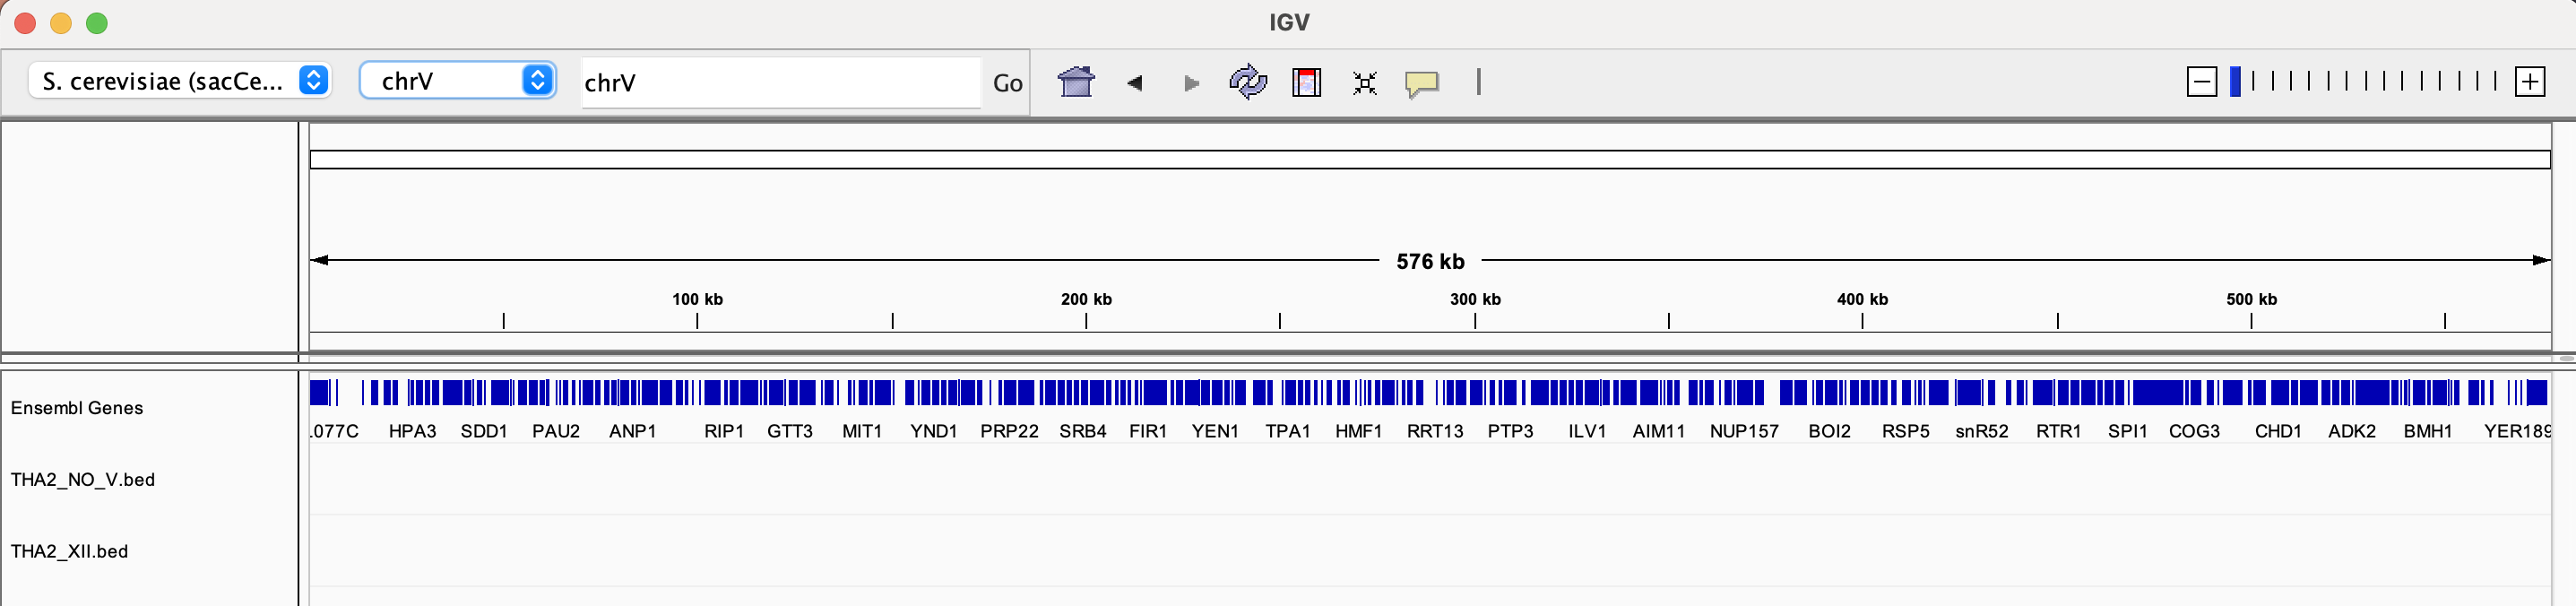 IGV
S. cerevisiae (sacCe... chrV chrV Go
576 kb
100 kb 200 kb 300 kb 400 kb 500 kb
Ensembl Genes
.077C HPA3 SDD1 PAU2 ANP1 RIP1 GTT3 MIT1 YND1 PRP22 SRB4 FIR1 YEN1 TPA1 HMF1 RRT13 PTP3 ILV1 AIM11 NUP157 BOI2 RSP5 snR52 RTR1 SPI1 COG3 CHD1 ADK2 BMH1 YER189
THA2_NO_V.bed
THA2_XII.bed